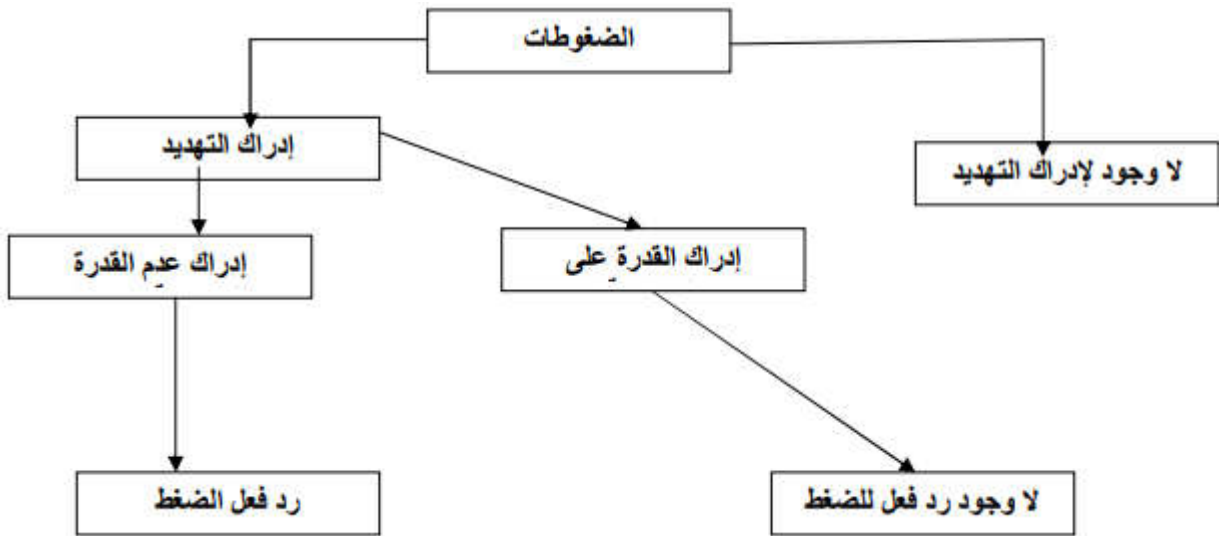 الضغوطات
إدراك التهديد
لا وجود لإدراك التهديد
إدراك القدرة على
إدراك عدم القدرة
رد فعل الضغط
لا وجود رد فعل للضغط